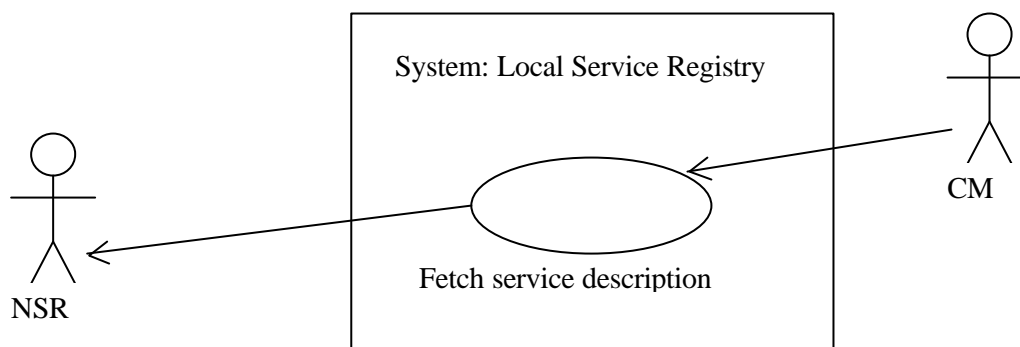 System: Local Service Registry
CM
Fetch service description
NSR